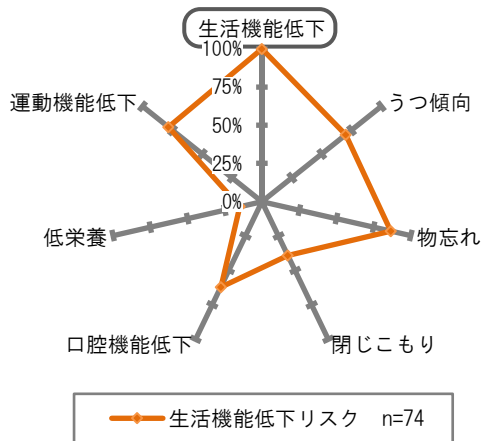 生活機能低下
100%
75%
50%
25%
0%
うつ傾向
物忘れ
閉じこもり
口腔機能低下
低栄養
運動機能低下
生活機能低下リスク n=74